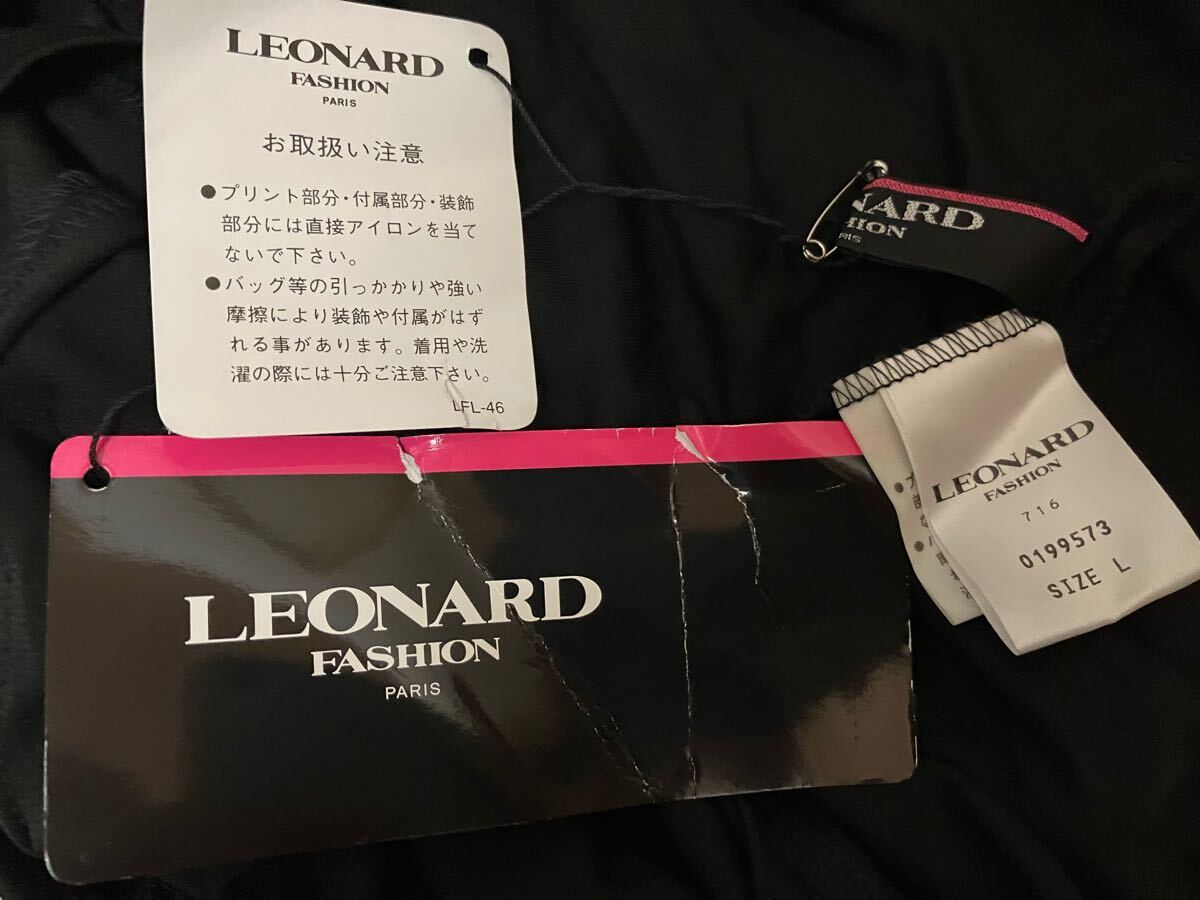 LEONARD
FASHION
PARIS
お取扱い注意
●プリント部分・付属部分・装飾
部分には直接アイロンを当て
ないで下さい。
●バッグ等の引っかかりや強い
摩擦により装飾や付属がはず
れる事があります。着用や洗
濯の際には十分ご注意下さい。
LFL-46
NARD
HION
PARIS
LEONARD
FASHION
716
0199573
SIZE L
LEONARD
FASHION
PARIS